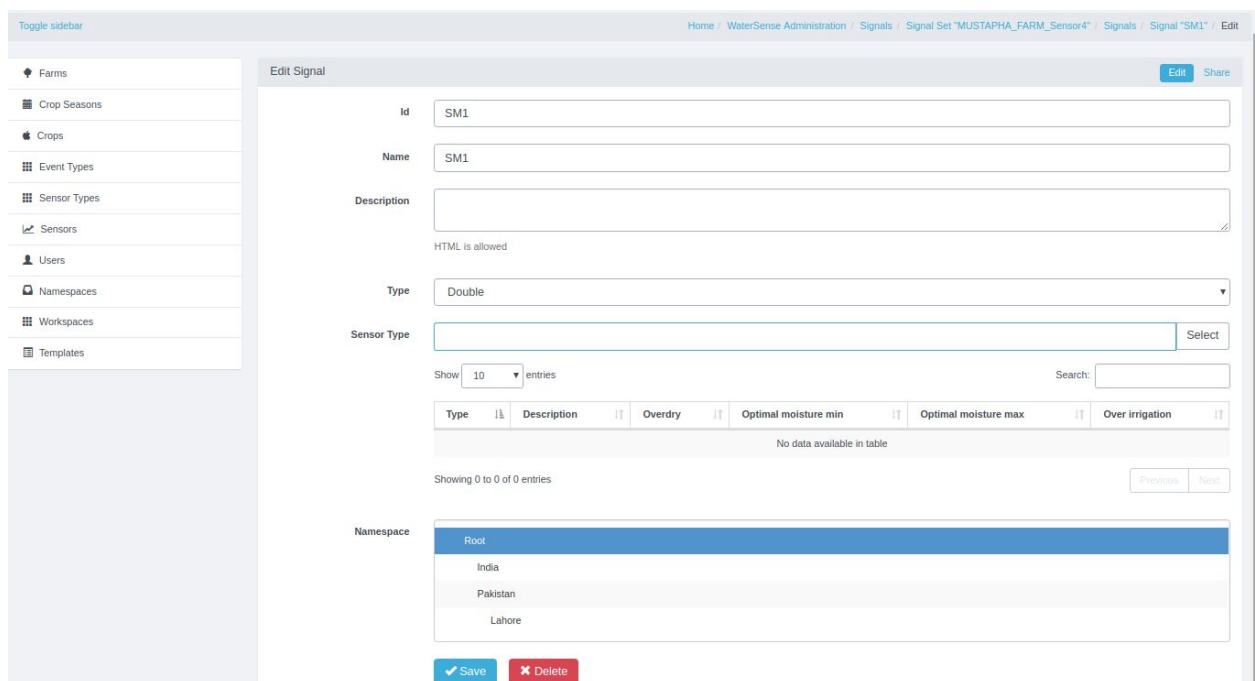 Toggle sidebar
Home / WaterSense Administration / Signals / Signal Set "MUSTAPHA_FARM_Sensor4" / Signals / Signal "SM1" / Edit
Farms
Crop Seasons
Crops
Event Types
Sensor Types
Sensors
Users
Namespaces
Workspaces
Templates
Edit Signal
Edit Share
Id SM1
Name SM1
Description
HTML is allowed
Type Double
Sensor Type Select
Show 10 entries Search:
Type Description Overdry Optimal moisture min Optimal moisture max Over irrigation
No data available in table
Showing 0 to 0 of 0 entries Previous Next
Namespace Root
India
Pakistan
Lahore
Save Delete